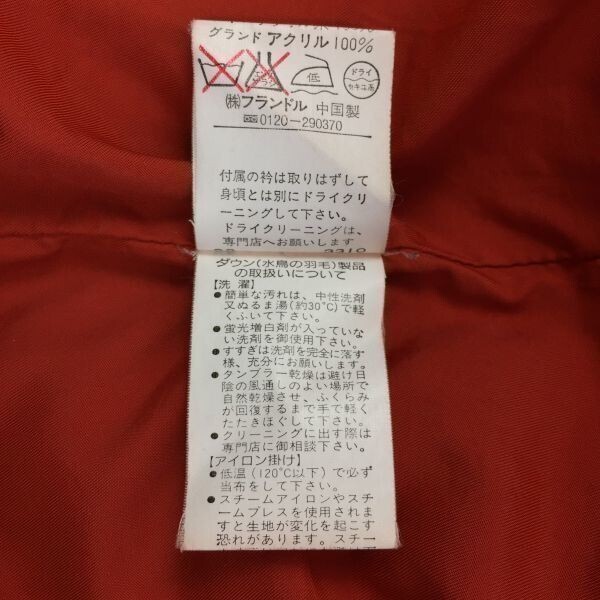 グランド アクリル100%
低
ドライ
セキユ系
㈱フランドル 中国製
0120-290370
付属の衿は取りはずして
身頃とは別にドライクリ
ーニングして下さい。
ドライクリーニングは、
専門店へお願いします
ダウン(水鳥の羽毛)製品
の取扱いについて
【洗 濯】
●簡単な汚れは、中性洗剤
又ぬるま湯(約30°C)で軽
くふいて下さい。
●蛍光増白剤が入っていな
い洗剤を御使用下さい。
●すすぎは洗剤を完全に落す
様、充分にお願いします。
●タンブラー乾燥は避け日
陰の風通しのよい場所で
自然乾燥させ、ふくらみ
が回復するまで手で軽く
たたきほぐして下さい。
●クリーニングに出す際は
専門店に御相談下さい。
【アイロン掛け】
●低温(120°C以下)で必ず
当布をして下さい。
●スチームアイロンやスチ
ームプレスを使用されま
すと生地が変化を起こす
恐れがあります。スチー